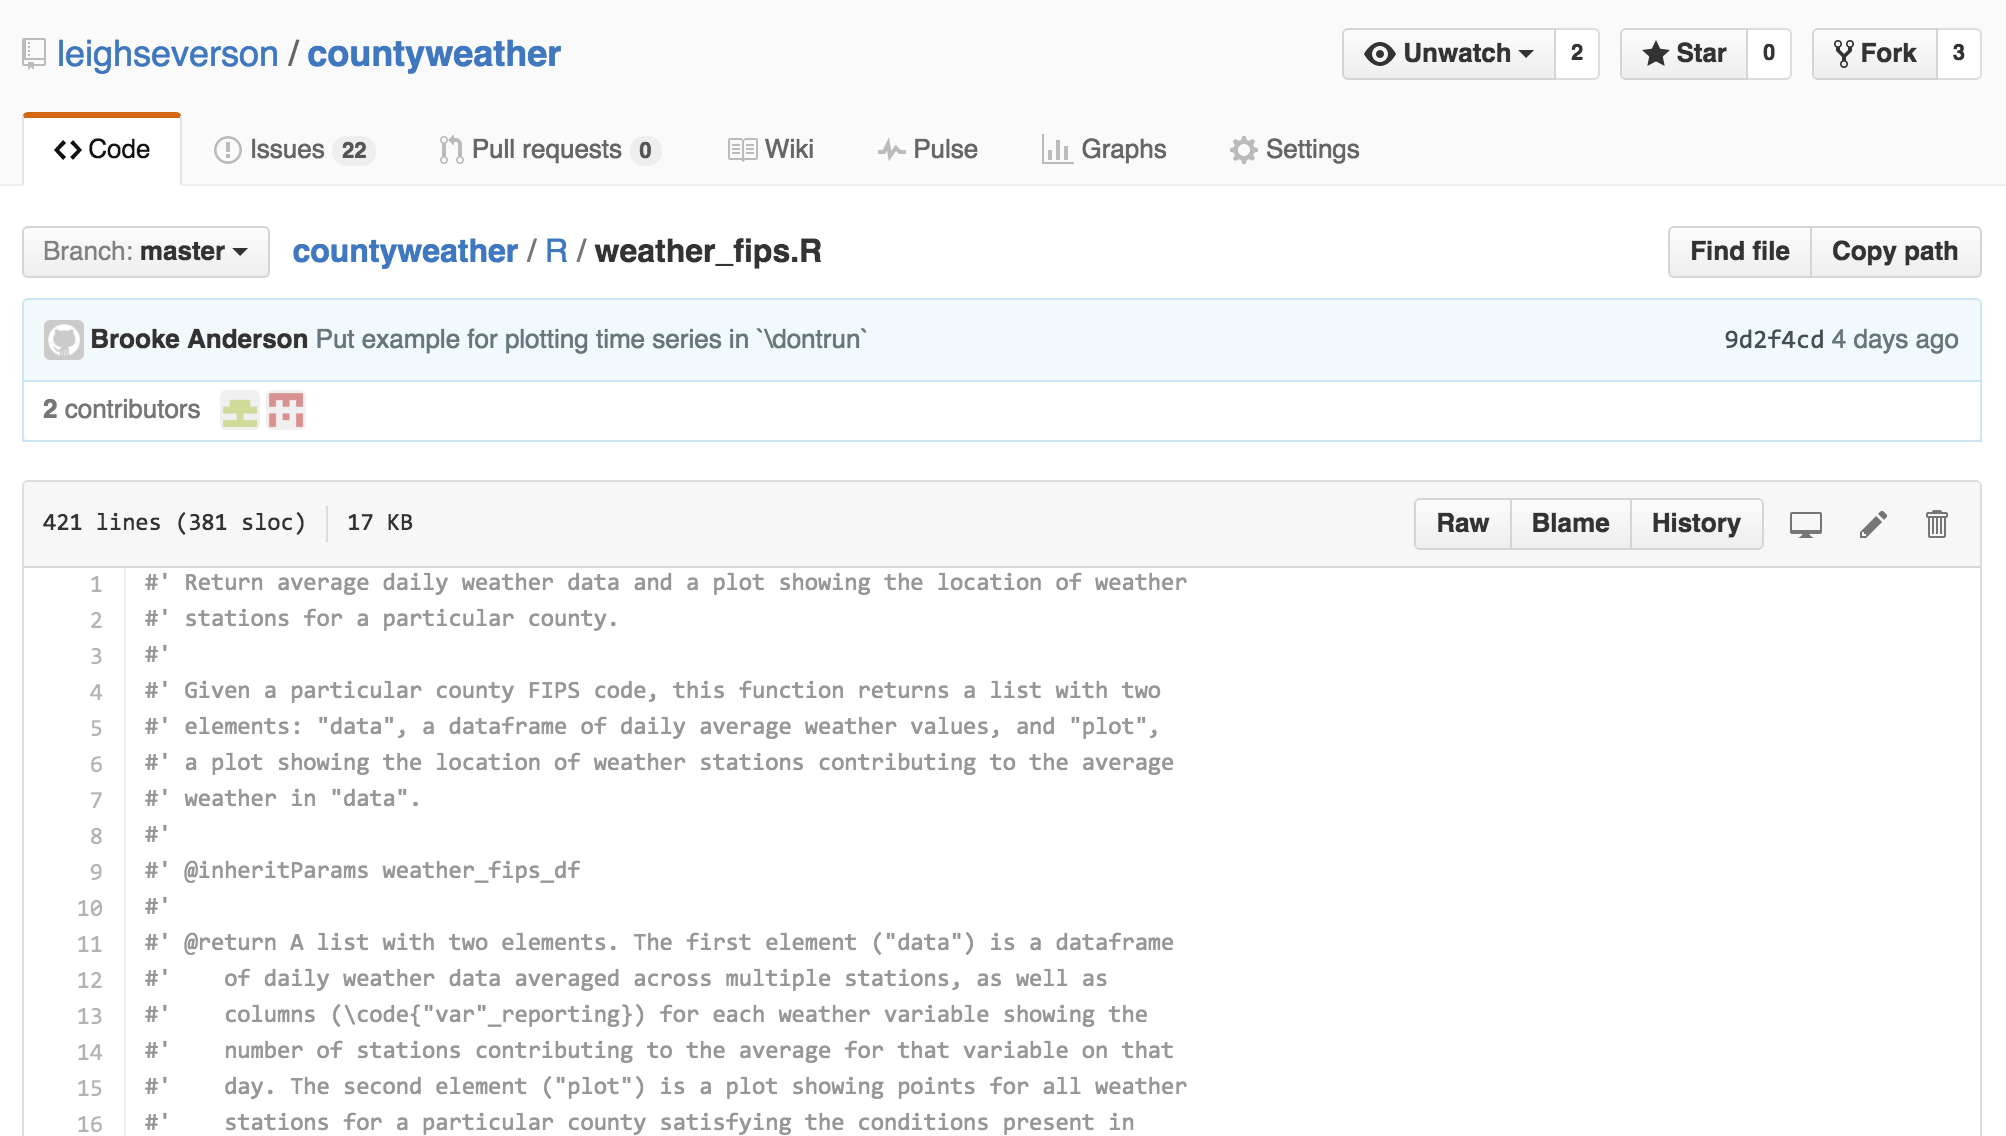 leighseverson / countyweather
Unwatch 2 Star 0 Fork 3
Code Issues 22 Pull requests 0 Wiki Pulse Graphs Settings
Branch: master countyweather / R / weather_fips.R Find file Copy path
Brooke Anderson Put example for plotting time series in `\dontrun` 9d2f4cd 4 days ago
2 contributors
421 lines (381 sloc) 17 KB Raw Blame History
1 #' Return average daily weather data and a plot showing the location of weather
2 #' stations for a particular county.
3 #'
4 #' Given a particular county FIPS code, this function returns a list with two
5 #' elements: "data", a dataframe of daily average weather values, and "plot",
6 #' a plot showing the location of weather stations contributing to the average
7 #' weather in "data".
8 #'
9 #' @inheritParams weather_fips_df
10 #'
11 #' @return A list with two elements. The first element ("data") is a dataframe
12 #'    of daily weather data averaged across multiple stations, as well as
13 #'    columns (\code{"var"_reporting}) for each weather variable showing the
14 #'    number of stations contributing to the average for that variable on that
15 #'    day. The second element ("plot") is a plot showing points for all weather
16 #'    stations for a particular county satisfying the conditions present in